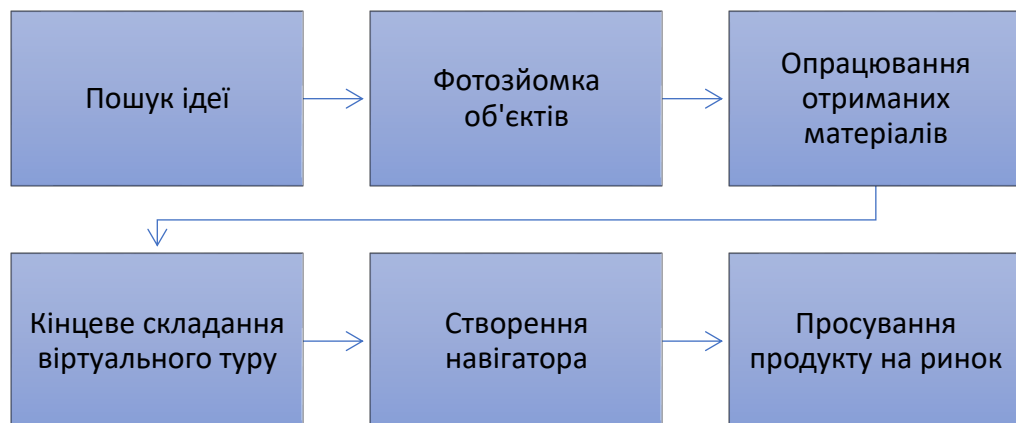 Пошук ідеї
Фотозйомка
об'єктів
Опрацювання
отриманих
матеріалів
Кінцеве складання
віртуального туру
Створення
навігатора
Просування
продукту на ринок